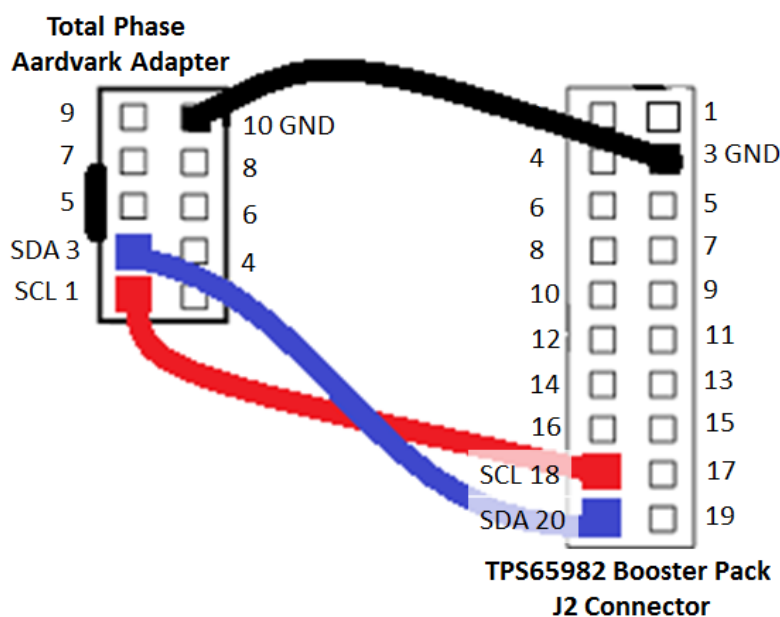 Total Phase
Aardvark Adapter
9
10 GND
7
8
5
6
SDA 3
4
SCL 1
1
4
3 GND
6
5
8
7
10
9
12
11
14
13
16
15
SCL 18
17
SDA 20
19
TPS65982 Booster Pack
J2 Connector